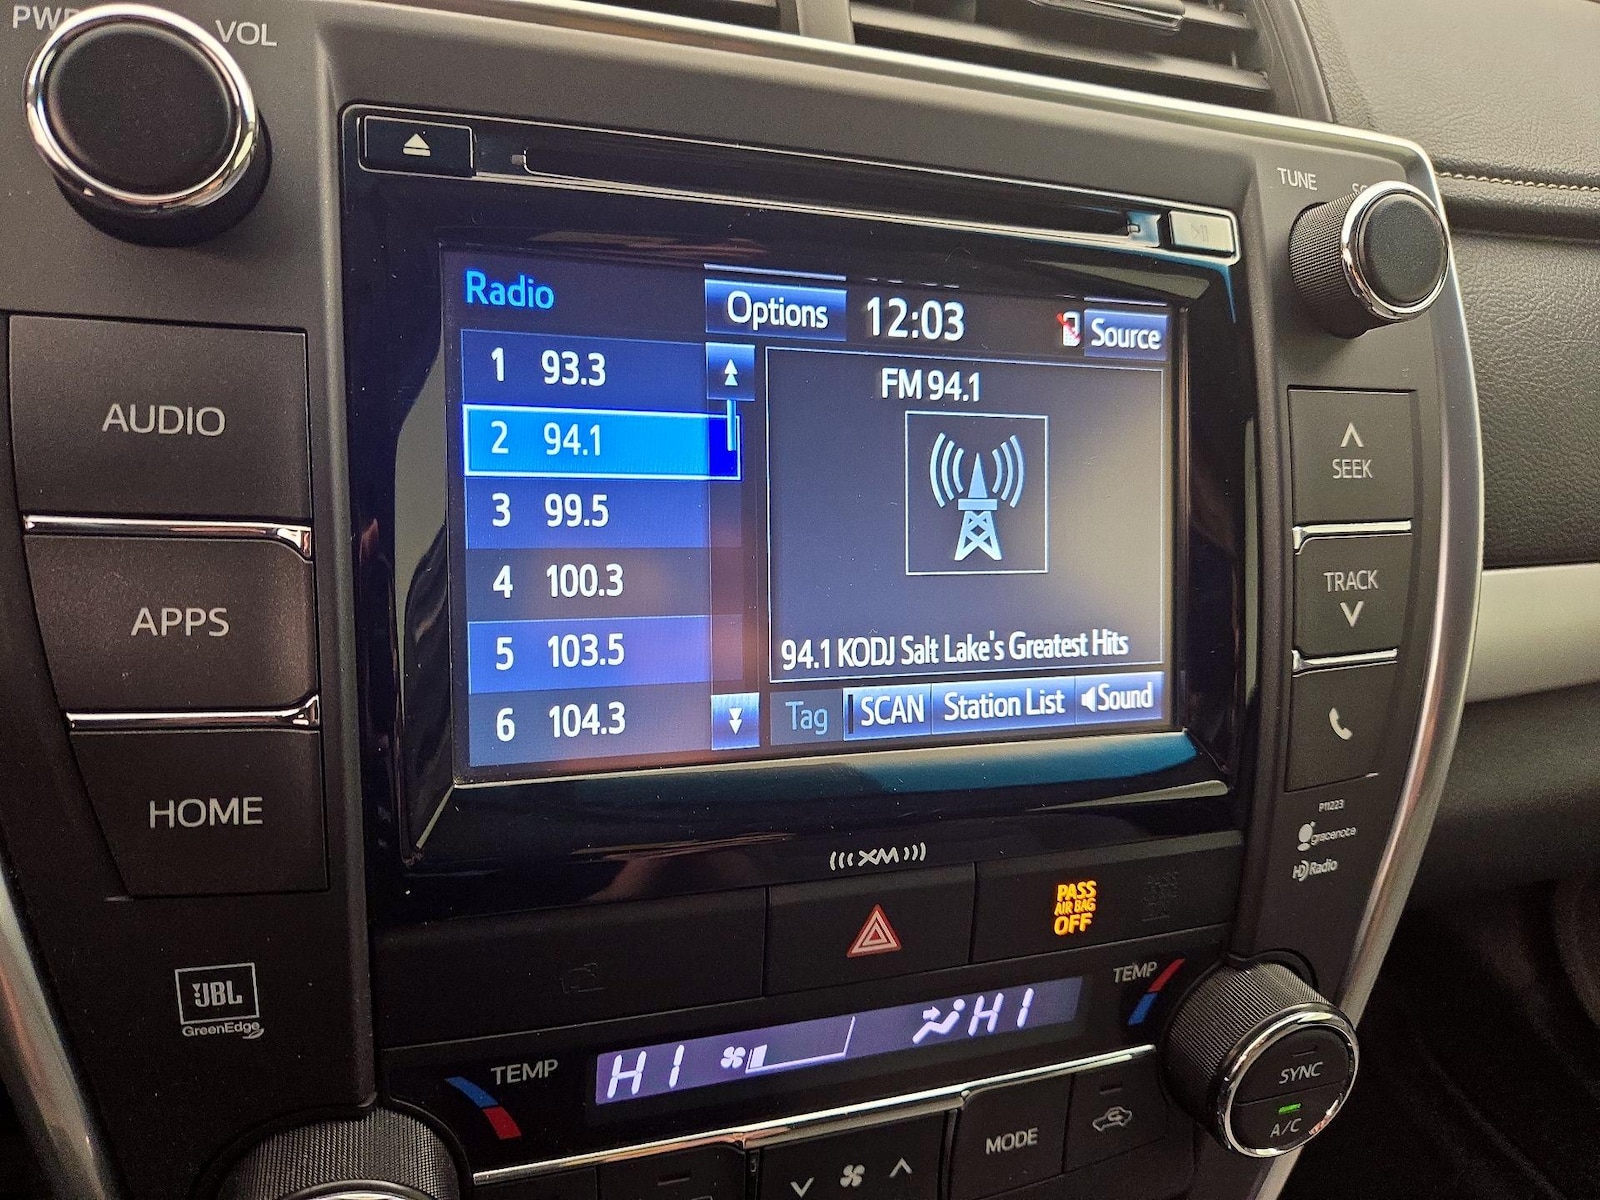 PWR
VOL
TUNE
Radio
Options
12:03
Source
1 93.3
2 94.1
3 99.5
4 100.3
5 103.5
6 104.3
FM 94.1
94.1 KODJ Salt Lake's Greatest Hits
Tag
SCAN
Station List
Sound
AUDIO
APPS
HOME
SEEK
TRACK
P11223
gracenote
HD Radio
XM
PASS
AIR BAG
OFF
JBL
GreenEdge
TEMP
HI
HI
TEMP
SYNC
A/C
MODE